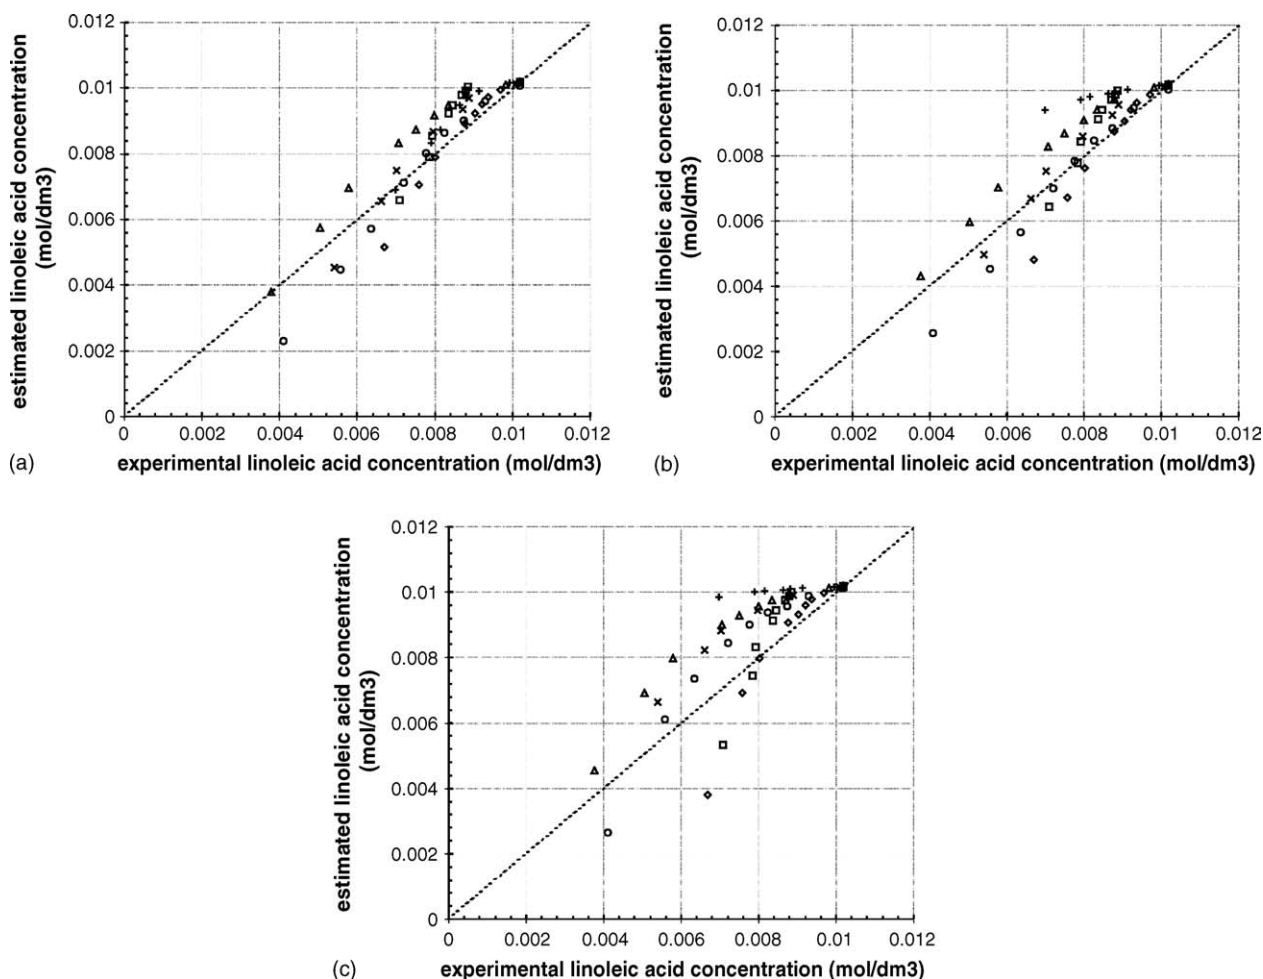 estimated linoleic acid concentration
(mol/dm3)
0.012
0.01
0.008
0.006
0.004
0.002
0
0 0.002 0.004 0.006 0.008 0.01 0.012
(a) experimental linoleic acid concentration (mol/dm3)
estimated linoleic acid concentration
(mol/dm3)
0.012
0.01
0.008
0.006
0.004
0.002
0
0 0.002 0.004 0.006 0.008 0.01 0.012
(b) experimental linoleic acid concentration (mol/dm3)
estimated linoleic acid concentration
(mol/dm3)
0.012
0.01
0.008
0.006
0.004
0.002
0
0 0.002 0.004 0.006 0.008 0.01 0.012
(c) experimental linoleic acid concentration (mol/dm3)